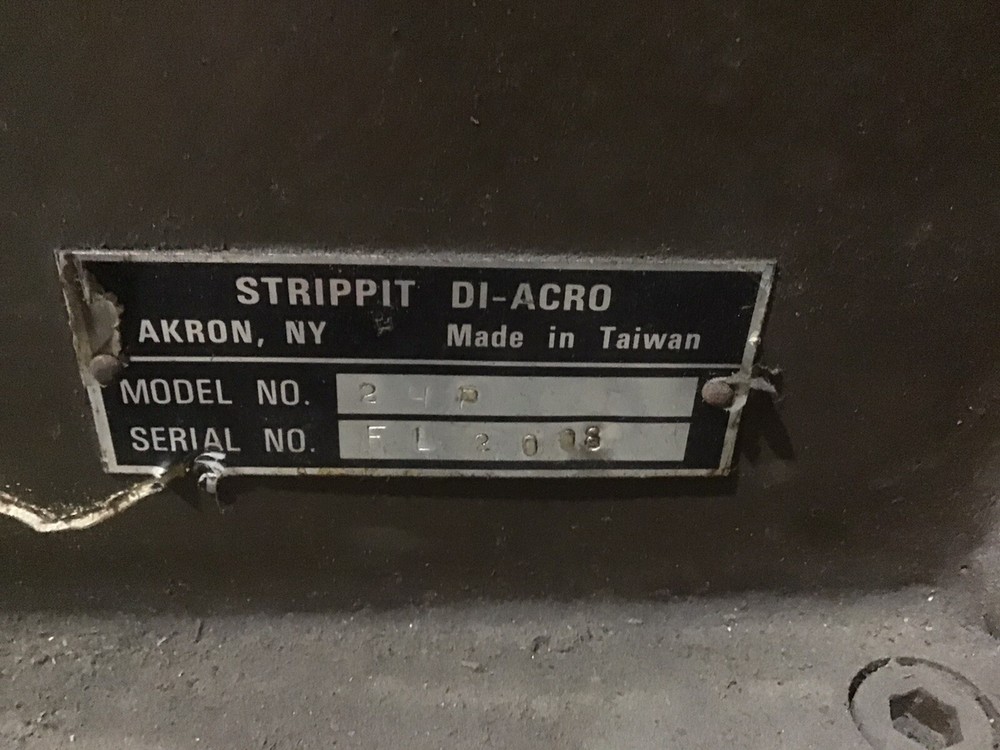 STRIPPIT DI-ACRO
AKRON, NY Made in Taiwan
MODEL NO. 24P
SERIAL NO. FL2008